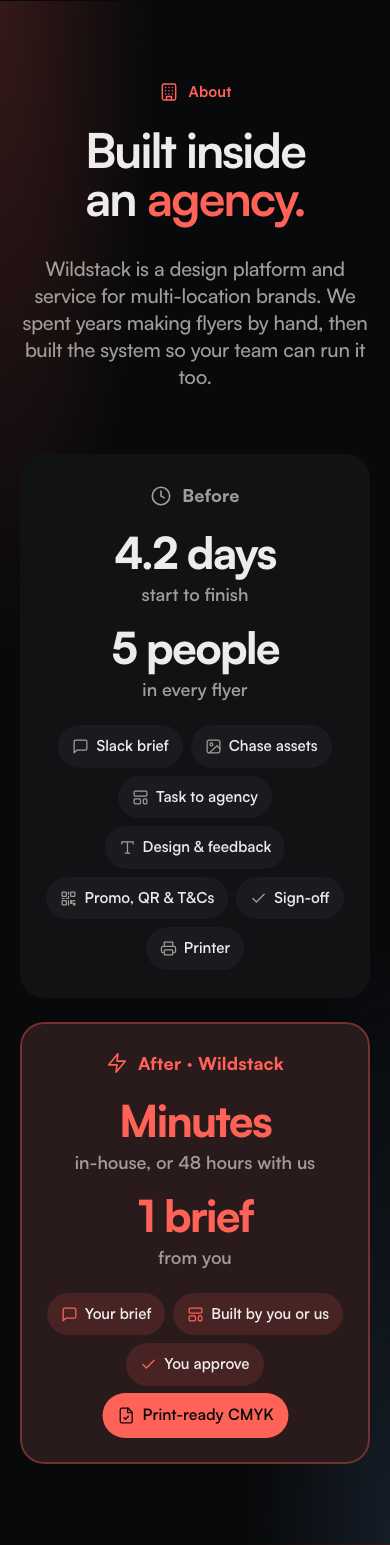 About
Built inside
an agency.
Wildstack is a design platform and
service for multi-location brands. We
spent years making flyers by hand, then
built the system so your team can run it
too.
Before
4.2 days
start to finish
5 people
in every flyer
Slack brief
Chase assets
Task to agency
Design & feedback
Promo, QR & T&Cs
Sign-off
Printer
After · Wildstack
Minutes
in-house, or 48 hours with us
1 brief
from you
Your brief
Built by you or us
You approve
Print-ready CMYK